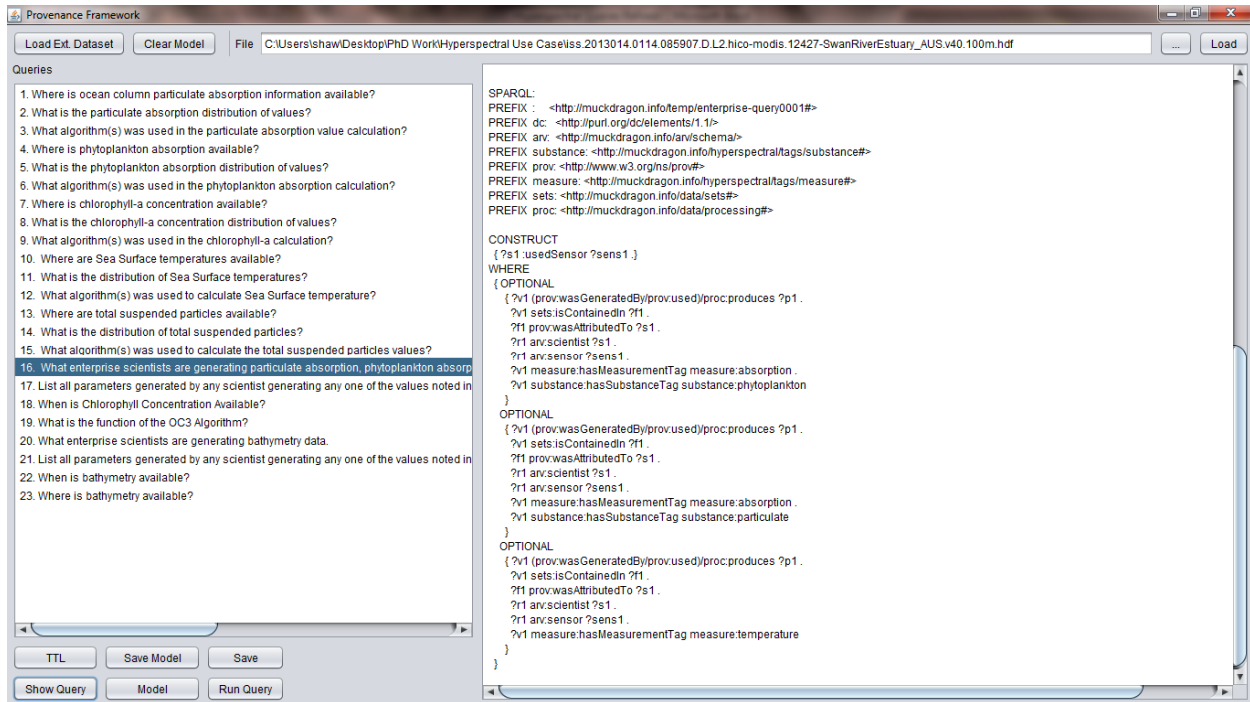 Provenance Framework
Load Ext. Dataset Clear Model File C:\Users\shaw\Desktop\PhD Work\Hyperspectral Use Case\iss.2013014.0114.085907.D.L2.hico-modis.12427-SwanRiverEstuary_AUS.v40.100m.hdf ... Load
Queries
1. Where is ocean column particulate absorption information available?
2. What is the particulate absorption distribution of values?
3. What algorithm(s) was used in the particulate absorption value calculation?
4. Where is phytoplankton absorption available?
5. What is the phytoplankton absorption distribution of values?
6. What algorithm(s) was used in the phytoplankton absorption calculation?
7. Where is chlorophyll-a concentration available?
8. What is the chlorophyll-a concentration distribution of values?
9. What algorithm(s) was used in the chlorophyll-a calculation?
10. Where are Sea Surface temperatures available?
11. What is the distribution of Sea Surface temperatures?
12. What algorithm(s) was used to calculate Sea Surface temperature?
13. Where are total suspended particles available?
14. What is the distribution of total suspended particles?
15. What algorithm(s) was used to calculate the total suspended particles values?
16. What enterprise scientists are generating particulate absorption, phytoplankton absorp
17. List all parameters generated by any scientist generating any one of the values noted in
18. When is Chlorophyll Concentration Available?
19. What is the function of the OC3 Algorithm?
20. What enterprise scientists are generating bathymetry data.
21. List all parameters generated by any scientist generating any one of the values noted in
22. When is bathymetry available?
23. Where is bathymetry available?
TTL Save Model Save
Show Query Model Run Query
SPARQL:
PREFIX : <http://muckdragon.info/temp/enterprise-query0001#>
PREFIX dc: <http://purl.org/dc/elements/1.1/>
PREFIX arv: <http://muckdragon.info/arv/schema/>
PREFIX substance: <http://muckdragon.info/hyperspectral/tags/substance#>
PREFIX prov: <http://www.w3.org/ns/prov#>
PREFIX measure: <http://muckdragon.info/hyperspectral/tags/measure#>
PREFIX sets: <http://muckdragon.info/data/sets#>
PREFIX proc: <http://muckdragon.info/data/processing#>
CONSTRUCT
{ ?s1 :usedSensor ?sens1 .}
WHERE
{ OPTIONAL
{ ?v1 (prov:wasGeneratedBy/prov:used)/proc:produces ?p1 .
?v1 sets:isContainedIn ?f1 .
?f1 prov:wasAttributedTo ?s1 .
?r1 arv:scientist ?s1 .
?r1 arv:sensor ?sens1 .
?v1 measure:hasMeasurementTag measure:absorption .
?v1 substance:hasSubstanceTag substance:phytoplankton
}
OPTIONAL
{ ?v1 (prov:wasGeneratedBy/prov:used)/proc:produces ?p1 .
?v1 sets:isContainedIn ?f1 .
?f1 prov:wasAttributedTo ?s1 .
?r1 arv:scientist ?s1 .
?r1 arv:sensor ?sens1 .
?v1 measure:hasMeasurementTag measure:absorption .
?v1 substance:hasSubstanceTag substance:particulate
}
OPTIONAL
{ ?v1 (prov:wasGeneratedBy/prov:used)/proc:produces ?p1 .
?v1 sets:isContainedIn ?f1 .
?f1 prov:wasAttributedTo ?s1 .
?r1 arv:scientist ?s1 .
?r1 arv:sensor ?sens1 .
?v1 measure:hasMeasurementTag measure:temperature
}
}